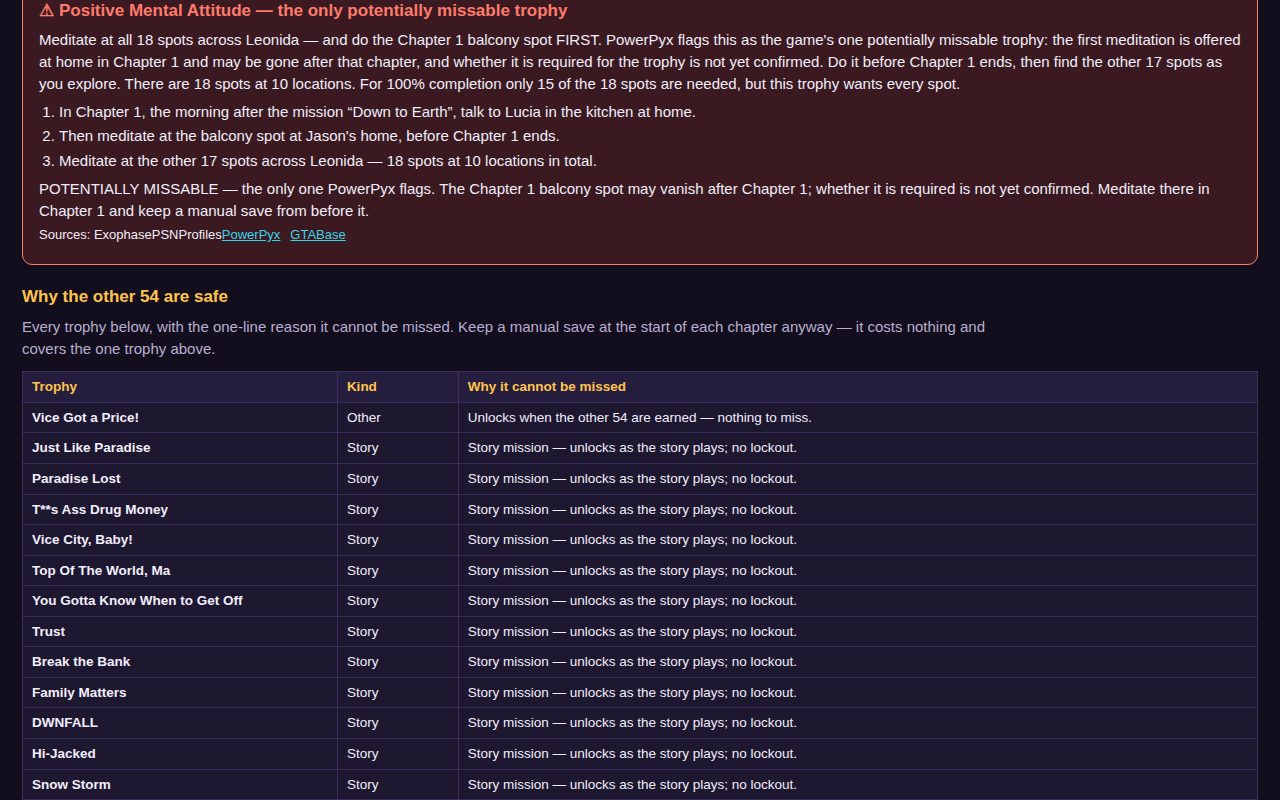 ⚠ Positive Mental Attitude — the only potentially missable trophy
Meditate at all 18 spots across Leonida — and do the Chapter 1 balcony spot FIRST. PowerPyx flags this as the game's one potentially missable trophy: the first meditation is offered
at home in Chapter 1 and may be gone after that chapter, and whether it is required for the trophy is not yet confirmed. Do it before Chapter 1 ends, then find the other 17 spots as
you explore. There are 18 spots at 10 locations. For 100% completion only 15 of the 18 spots are needed, but this trophy wants every spot.
1. In Chapter 1, the morning after the mission “Down to Earth”, talk to Lucia in the kitchen at home.
2. Then meditate at the balcony spot at Jason's home, before Chapter 1 ends.
3. Meditate at the other 17 spots across Leonida — 18 spots at 10 locations in total.
POTENTIALLY MISSABLE — the only one PowerPyx flags. The Chapter 1 balcony spot may vanish after Chapter 1; whether it is required is not yet confirmed. Meditate there in
Chapter 1 and keep a manual save from before it.
Sources: ExophasePSNProfilesPowerPyx GTABase
Why the other 54 are safe
Every trophy below, with the one-line reason it cannot be missed. Keep a manual save at the start of each chapter anyway — it costs nothing and
covers the one trophy above.
Trophy Kind Why it cannot be missed
Vice Got a Price! Other Unlocks when the other 54 are earned — nothing to miss.
Just Like Paradise Story Story mission — unlocks as the story plays; no lockout.
Paradise Lost Story Story mission — unlocks as the story plays; no lockout.
T**s Ass Drug Money Story Story mission — unlocks as the story plays; no lockout.
Vice City, Baby! Story Story mission — unlocks as the story plays; no lockout.
Top Of The World, Ma Story Story mission — unlocks as the story plays; no lockout.
You Gotta Know When to Get Off Story Story mission — unlocks as the story plays; no lockout.
Trust Story Story mission — unlocks as the story plays; no lockout.
Break the Bank Story Story mission — unlocks as the story plays; no lockout.
Family Matters Story Story mission — unlocks as the story plays; no lockout.
DWNFALL Story Story mission — unlocks as the story plays; no lockout.
Hi-Jacked Story Story mission — unlocks as the story plays; no lockout.
Snow Storm Story Story mission — unlocks as the story plays; no lockout.